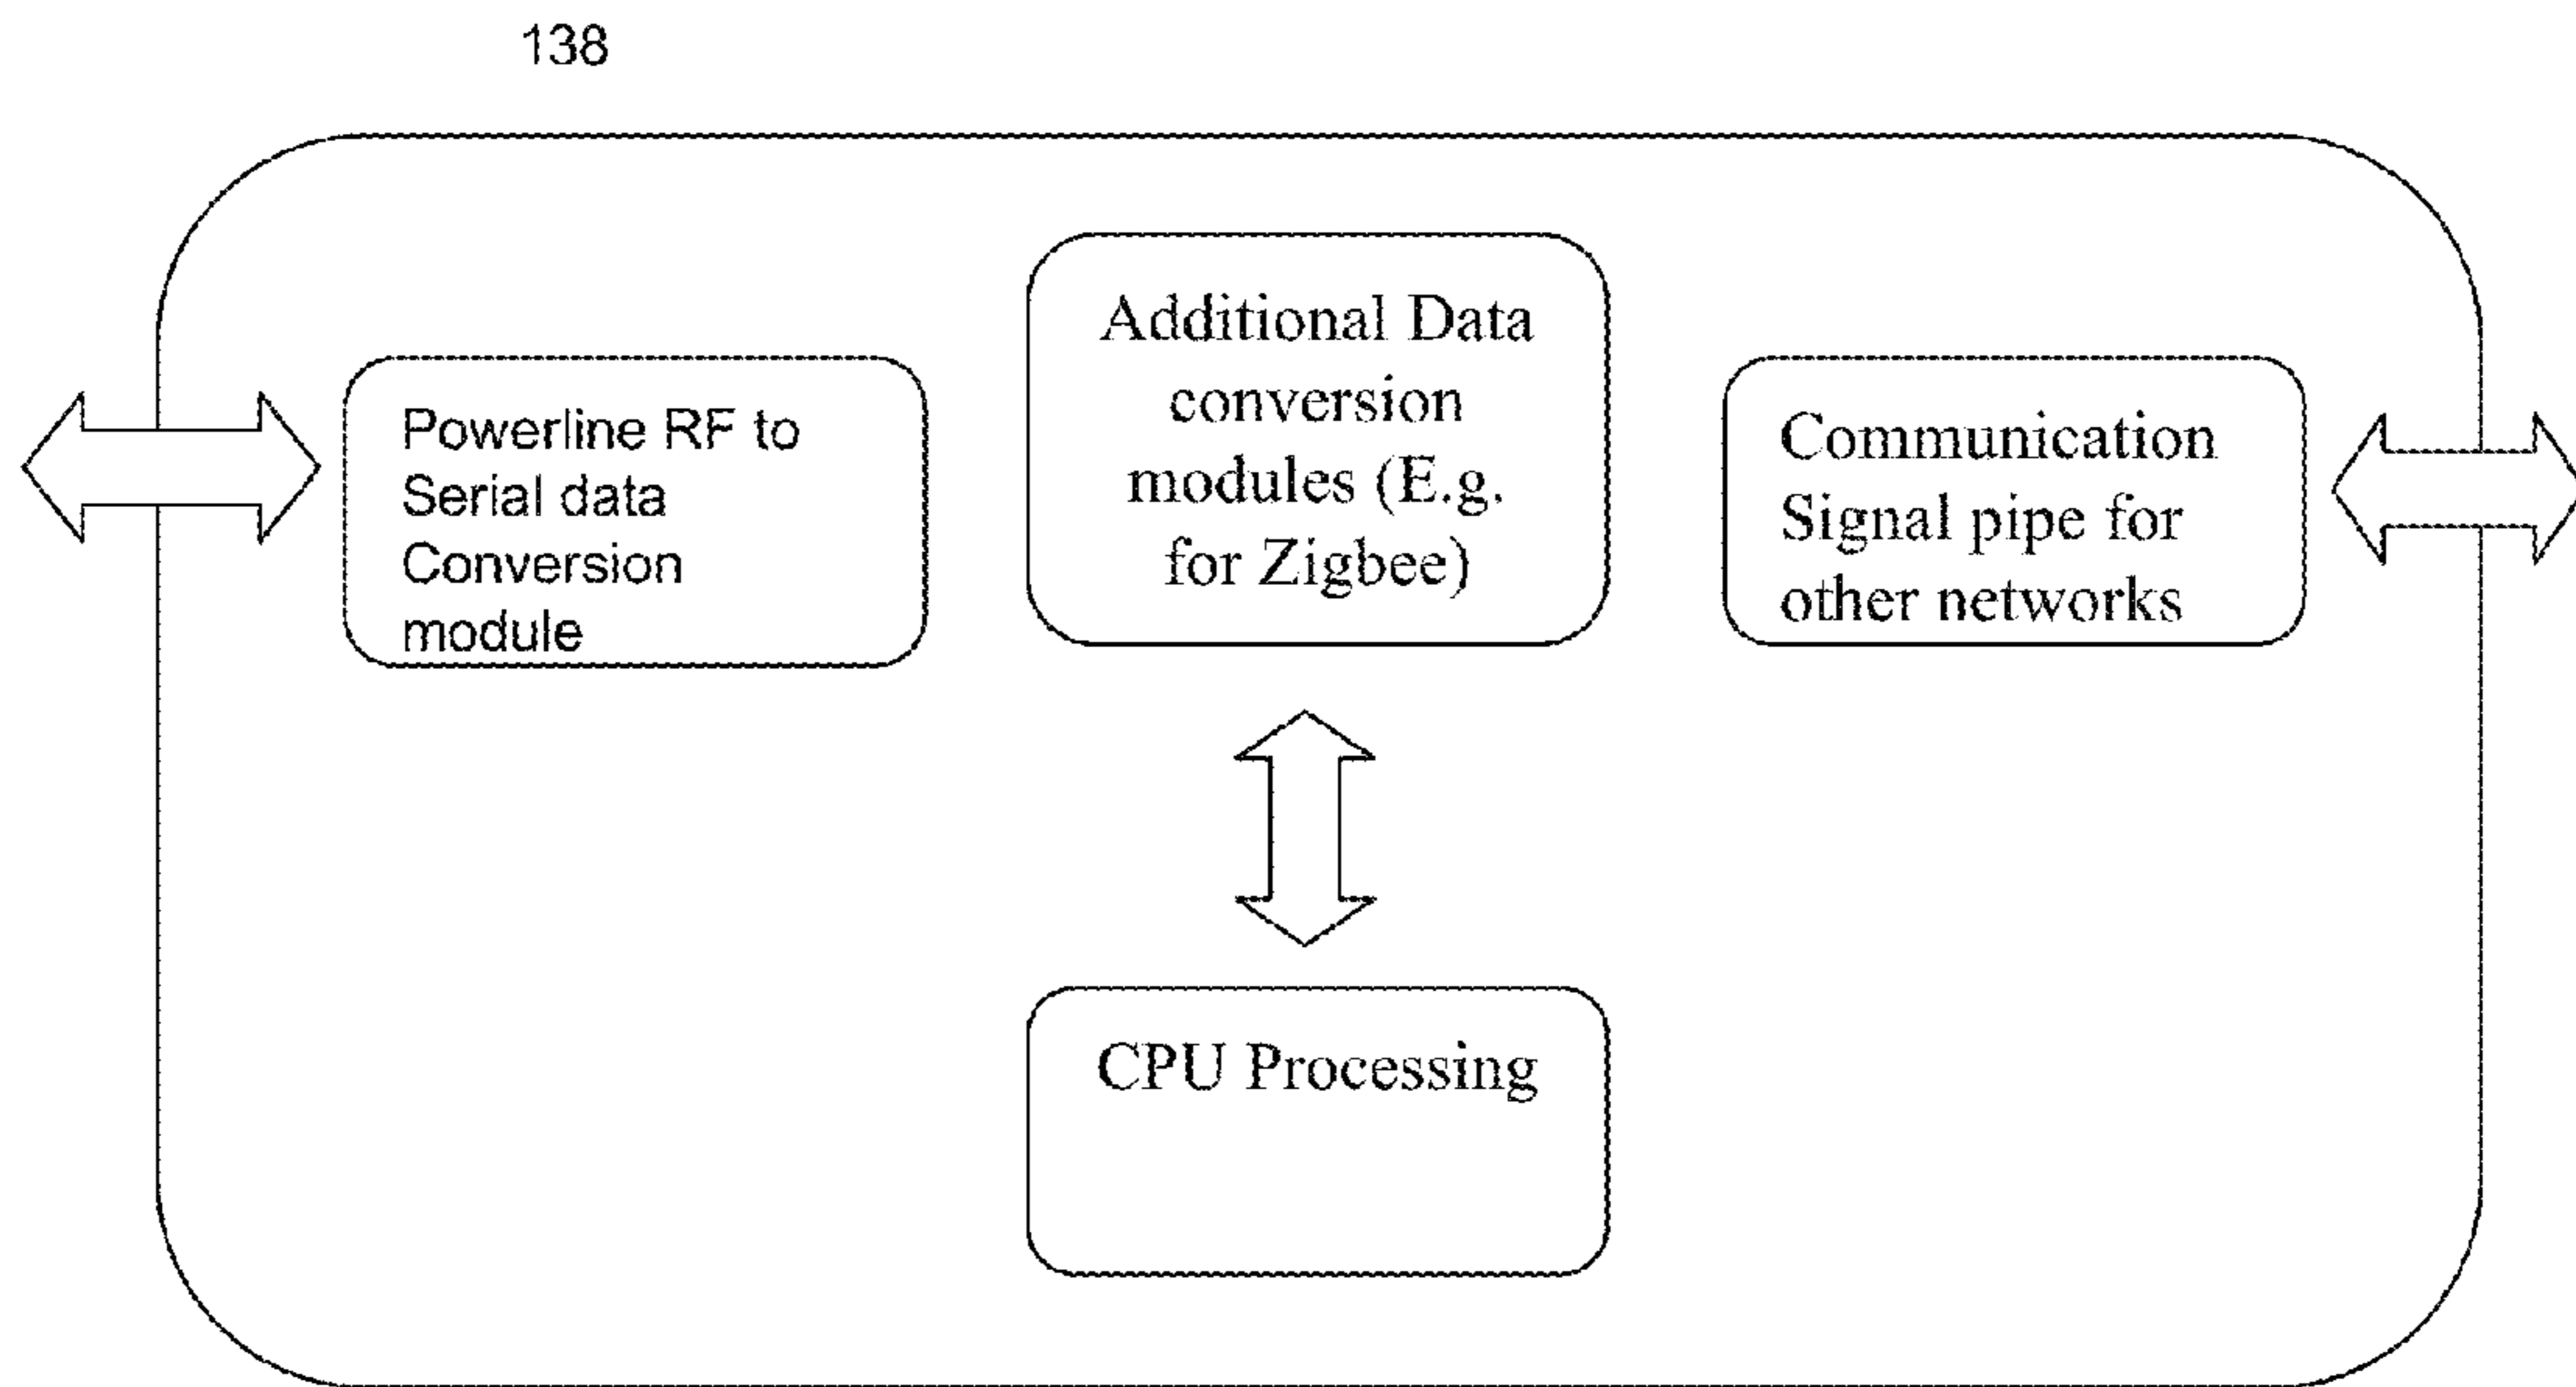 138
Additional Data
conversion
modules (E.g.
for Zigbee)
Powerline RF to
Serial data
Conversion
module
Communication
Signal pipe for
other networks
CPU Processing